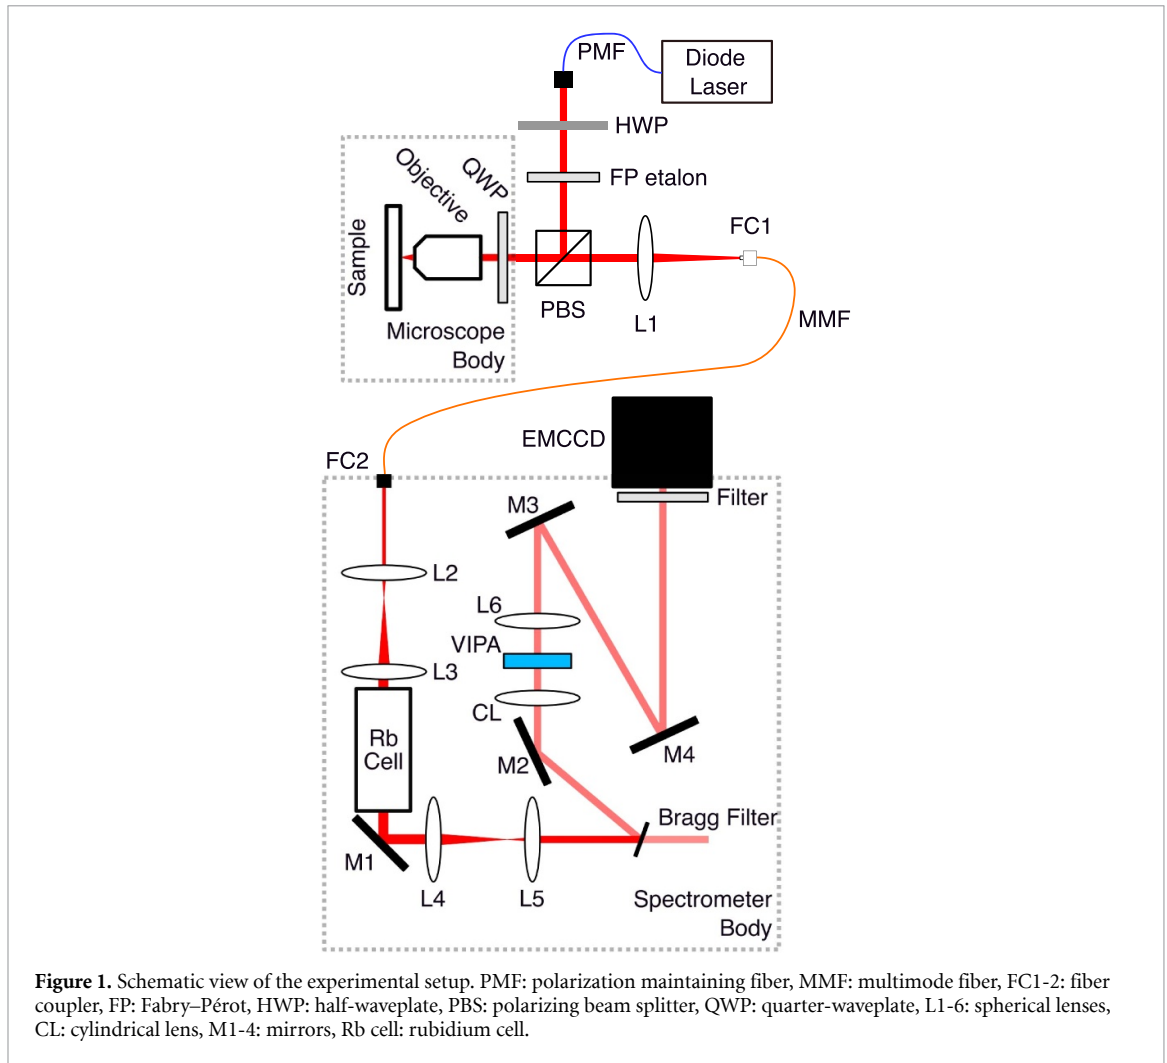 PMF
Diode
Laser
HWP
FP etalon
QWP
Objective
Sample
FC1
PBS
L1
Microscope
Body
MMF
EMCCD
FC2
Filter
M3
L2
L6
VIPA
L3
CL
Rb
Cell
M2
M4
Bragg Filter
M1
L4
L5
Spectrometer
Body
Figure 1. Schematic view of the experimental setup. PMF: polarization maintaining fiber, MMF: multimode fiber, FC1-2: fiber
coupler, FP: Fabry–Pérot, HWP: half-waveplate, PBS: polarizing beam splitter, QWP: quarter-waveplate, L1-6: spherical lenses,
CL: cylindrical lens, M1-4: mirrors, Rb cell: rubidium cell.